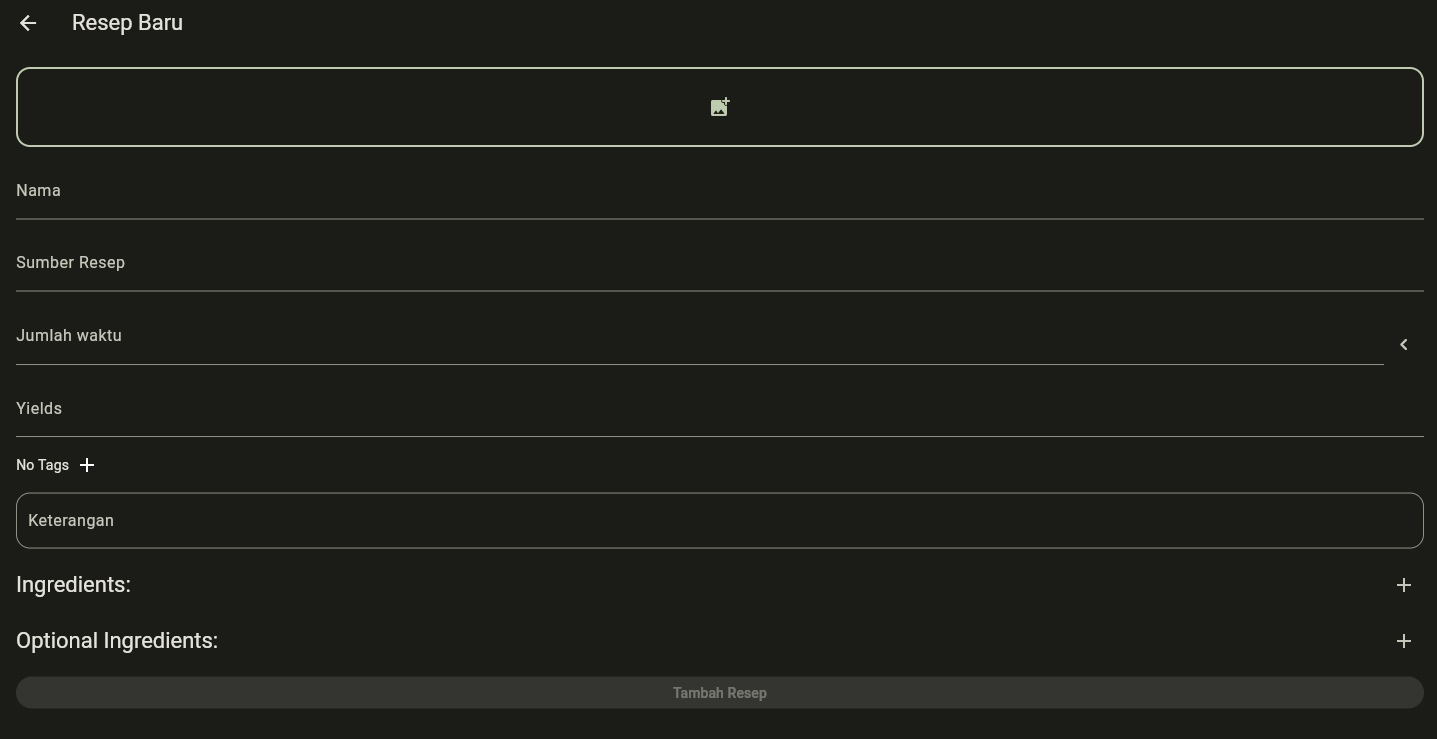 Resep Baru
Nama
Sumber Resep
Jumlah waktu
Yields
No Tags
Keterangan
Ingredients:
Optional Ingredients:
Tambah Resep